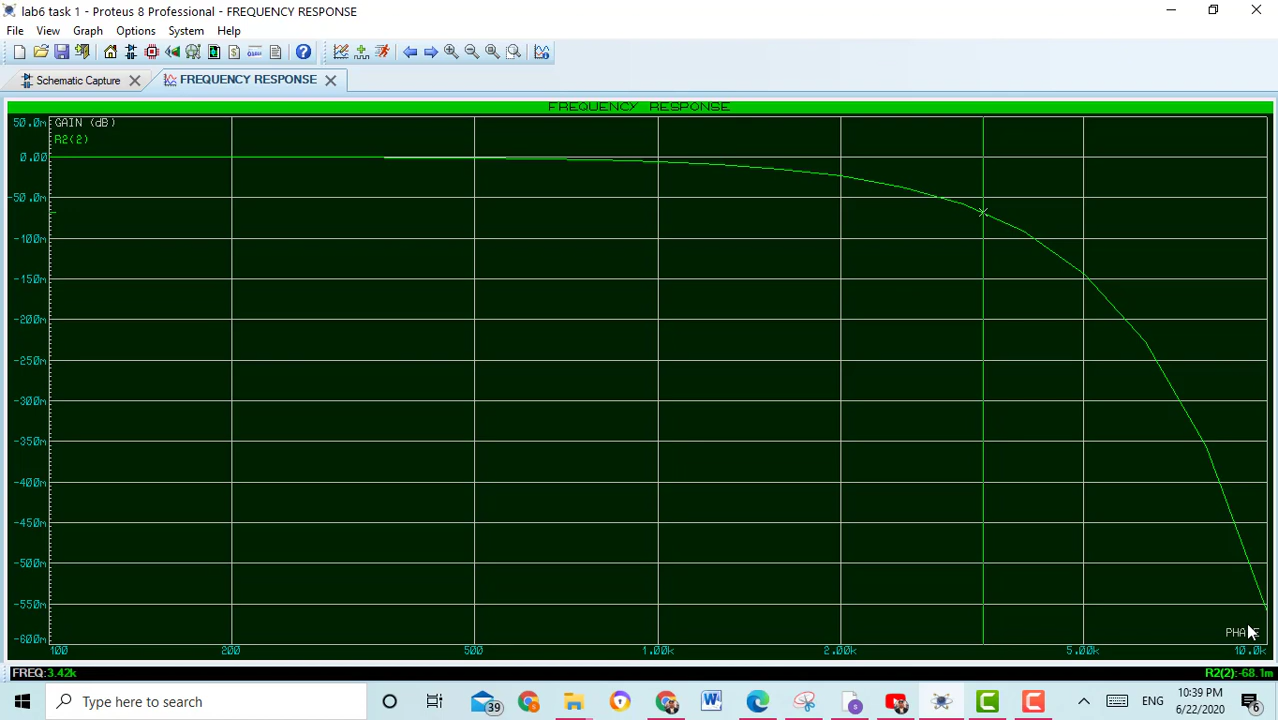 lab6 task 1 - Proteus 8 Professional - FREQUENCY RESPONSE
File View Graph Options System Help
Schematic Capture FREQUENCY RESPONSE
FREQUENCY RESPONSE
50.0m GAIN (dB)
R2(2)
0.00
-50.0m
-100m
-150m
-200m
-250m
-300m
-350m
-400m
-450m
-500m
-550m
-600m
100 200 500 1.00k 2.00k 5.00k 10.0k
FREQ:3.42k R2(2):-68.1m
Type here to search 39 ENG 10:39 PM 6
6/22/2020